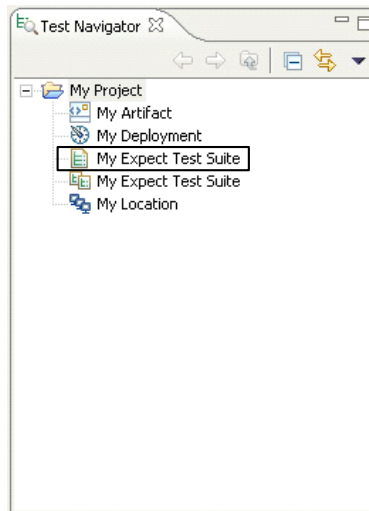 Test Navigator
My Project
My Artifact
My Deployment
My Expect Test Suite
My Expect Test Suite
My Location